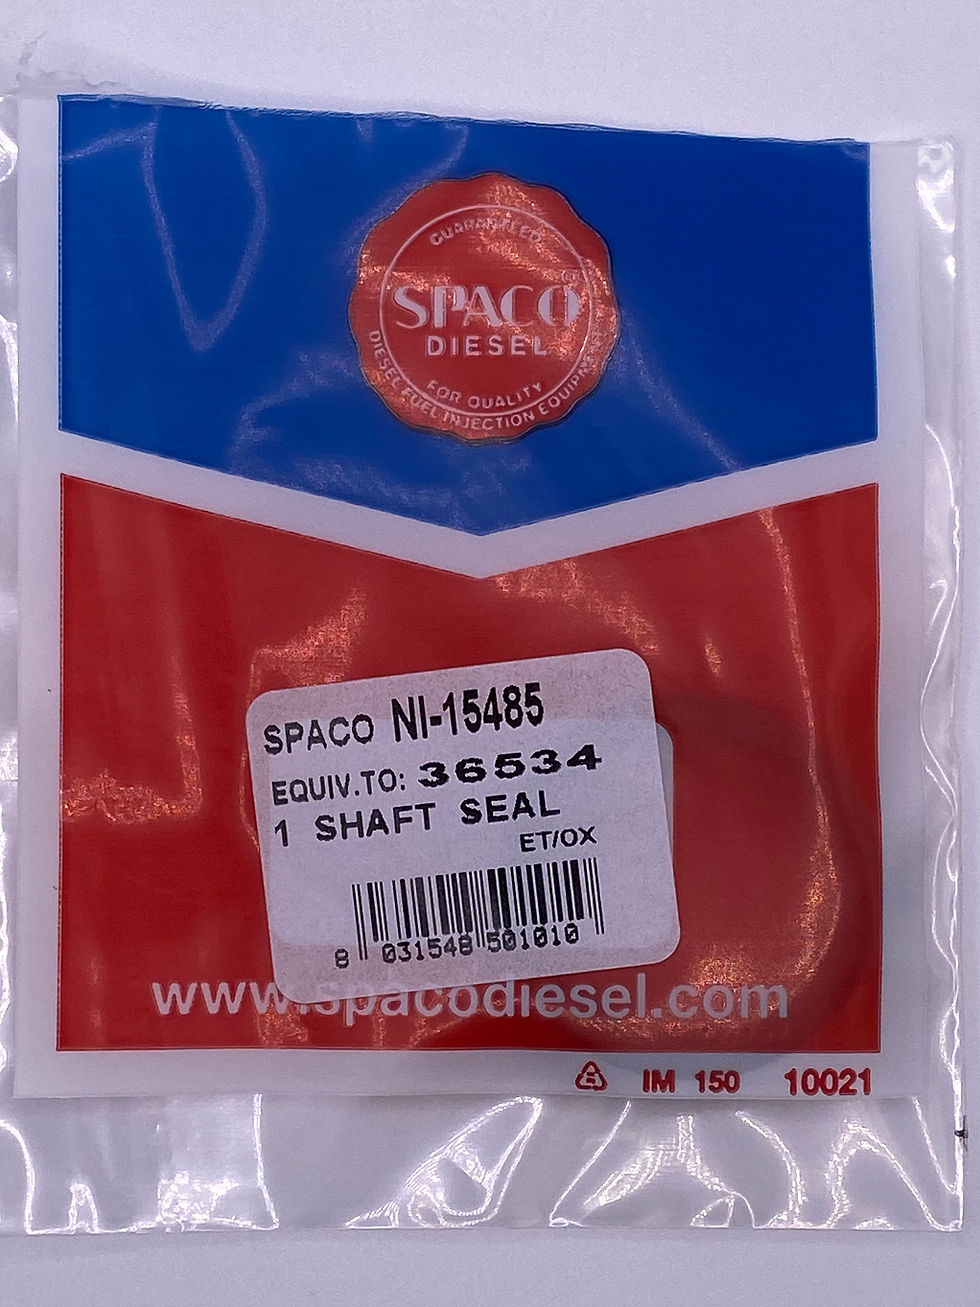 GUARANTEED
SPACO
DIESEL
FOR QUALITY
DIESEL FUEL INJECTION EQUIPMENT
SPACO NI-15485
EQUIV.TO: 36534
1 SHAFT SEAL
ET/OX
8 031548 501010
www.spacodiesel.com
IM 150 10021